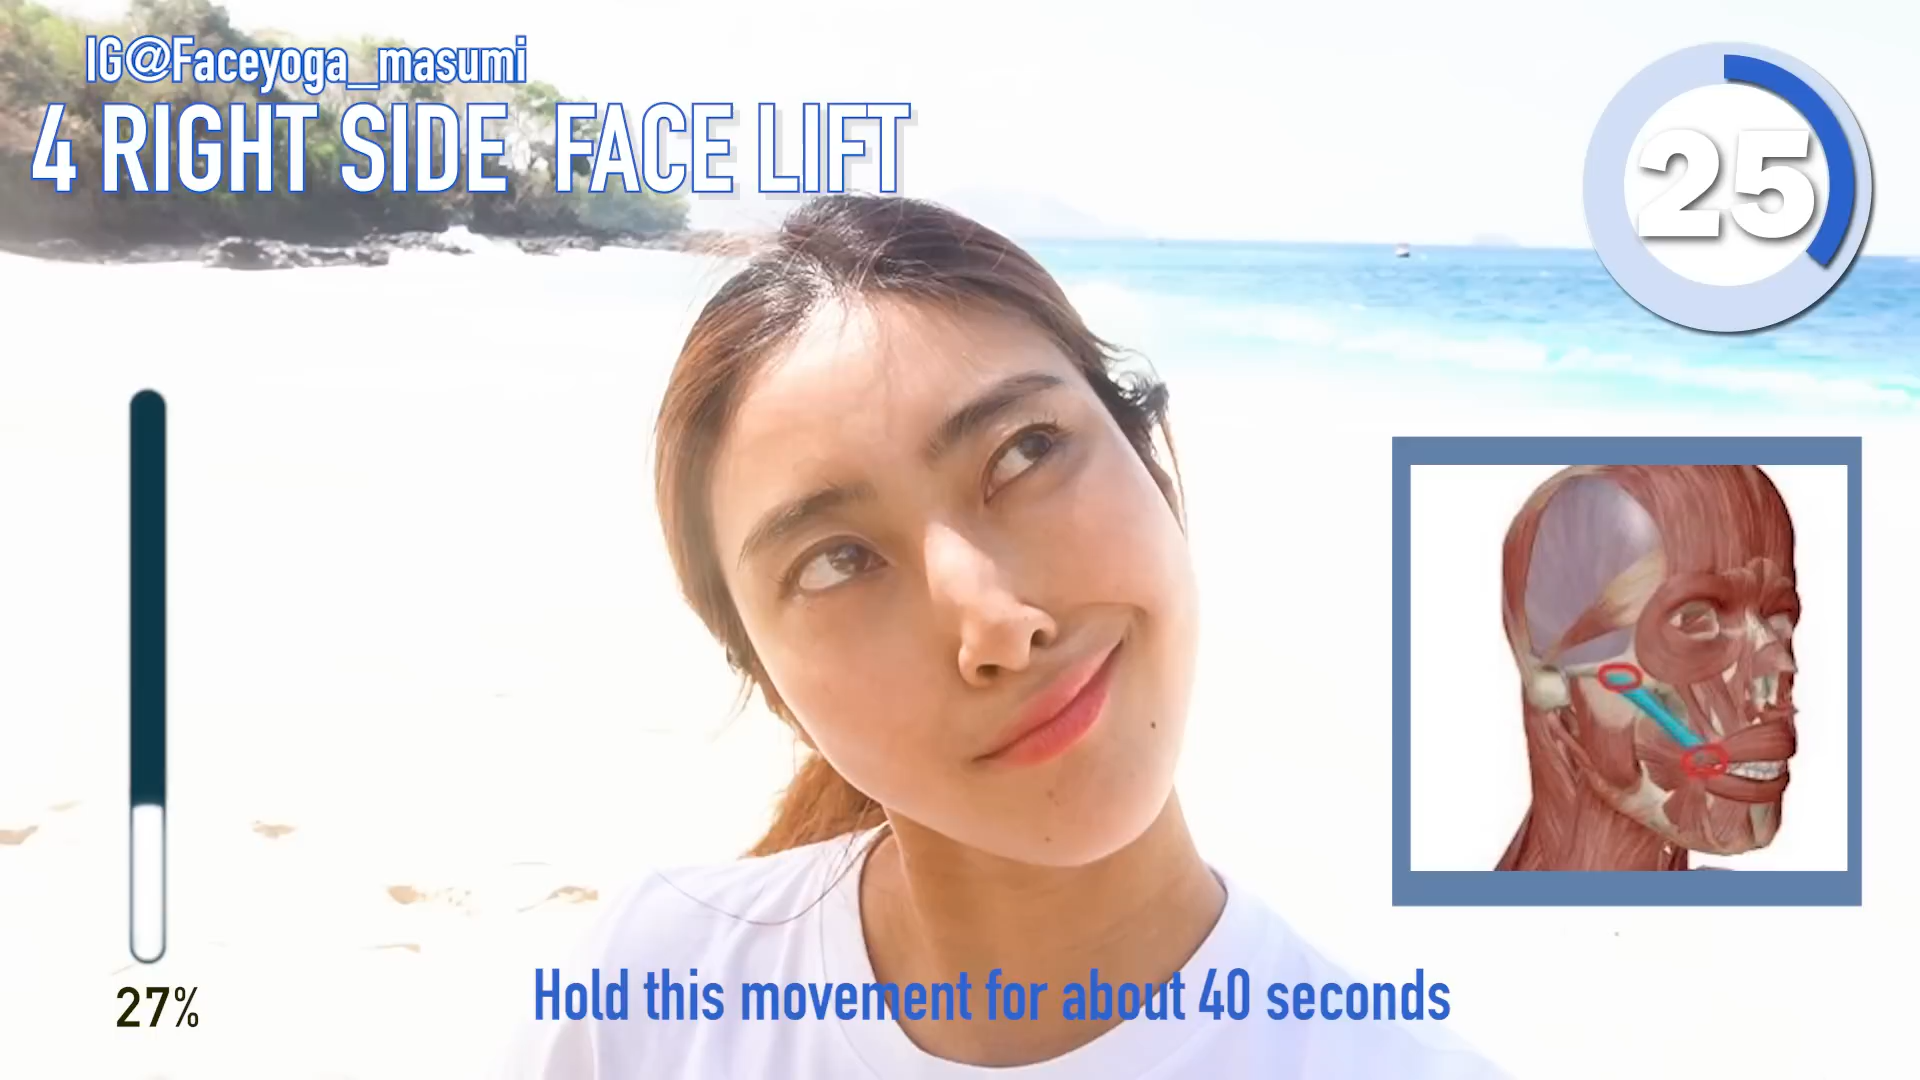 IG@Faceyoga_masumi
4 RIGHT SIDE FACE LIFT
25
27%
Hold this movement for about 40 seconds